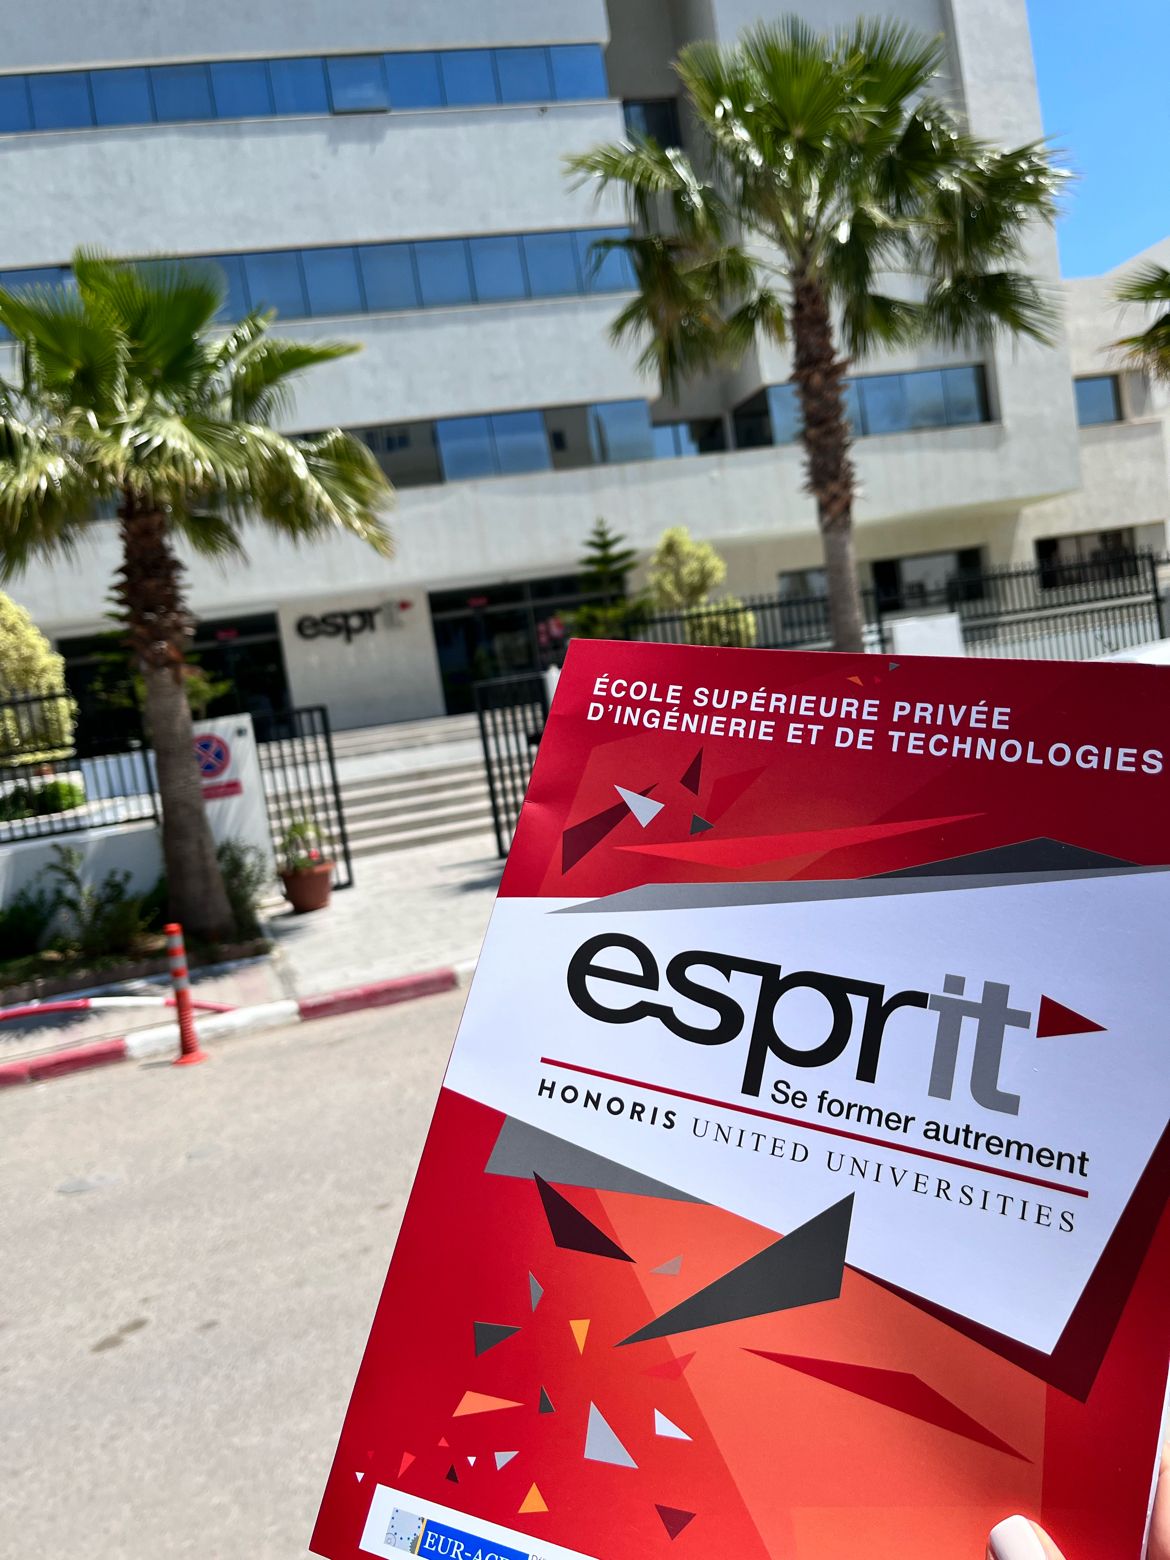 esprit
ÉCOLE SUPÉRIEURE PRIVÉE
D'INGÉNIERIE ET DE TECHNOLOGIES
esprit
Se former autrement
HONORIS UNITED UNIVERSITIES